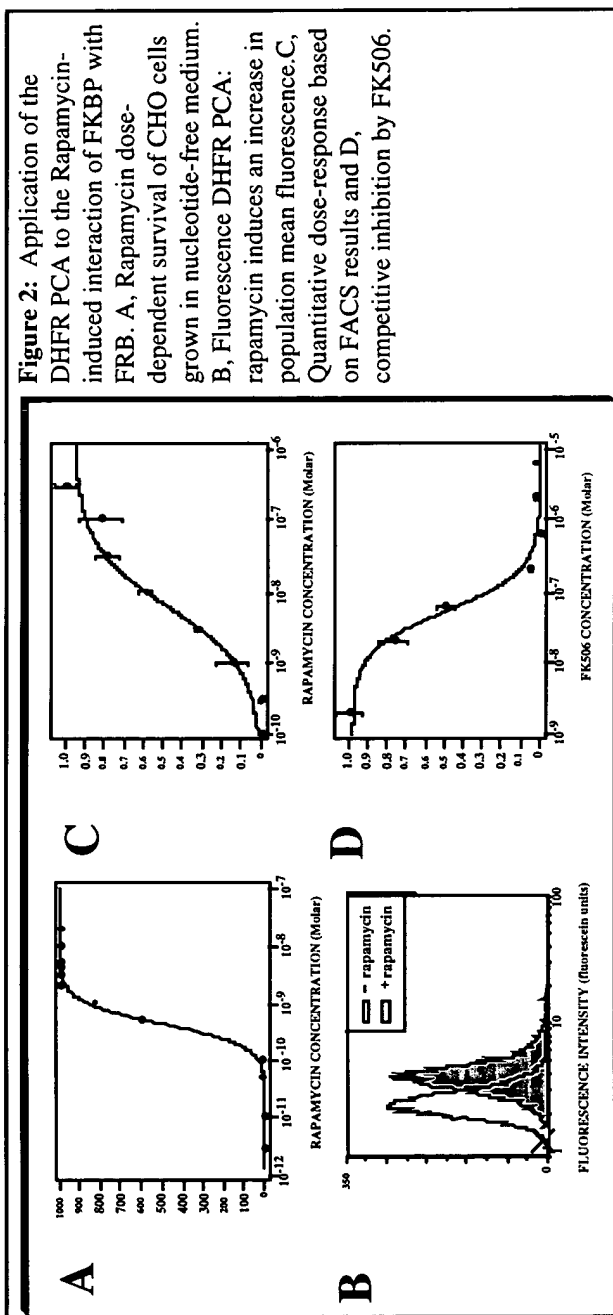 Figure 2: Application of the
DHFR PCA to the Rapamycin-
induced interaction of FKBP with
FRB. A, Rapamycin dose-
dependent survival of CHO cells
grown in nucleotide-free medium.
B, Fluorescence DHFR PCA:
rapamycin induces an increase in
population mean fluorescence.C,
Quantitative dose-response based
on FACS results and D,
competitive inhibition by FK506.
A
1000
900
800
700
600
500
400
300
200
100
0
10-12
10-11
10-10
10-9
10-8
10-7
RAPAMYCIN CONCENTRATION (Molar)
C
1.0
0.9
0.8
0.7
0.6
0.5
0.4
0.3
0.2
0.1
0
10-10
10-9
10-8
10-7
10-6
RAPAMYCIN CONCENTRATION (Molar)
B
350
0
1
10
100
- rapamycin
+ rapamycin
FLUORESCENCE INTENSITY (fluorescein units)
D
1.0
0.9
0.8
0.7
0.6
0.5
0.4
0.3
0.2
0.1
0
10-9
10-8
10-7
10-6
10-5
FK506 CONCENTRATION (Molar)